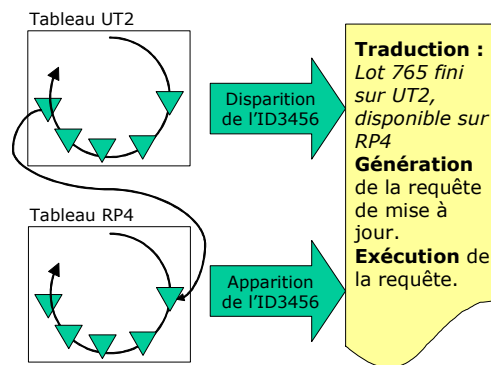 Tableau UT2
Disparition
de l'ID3456
Tableau RP4
Apparition
de l'ID3456
Traduction :
Lot 765 fini
sur UT2,
disponible sur
RP4
Génération
de la requête
de mise à
jour.
Exécution de
la requête.